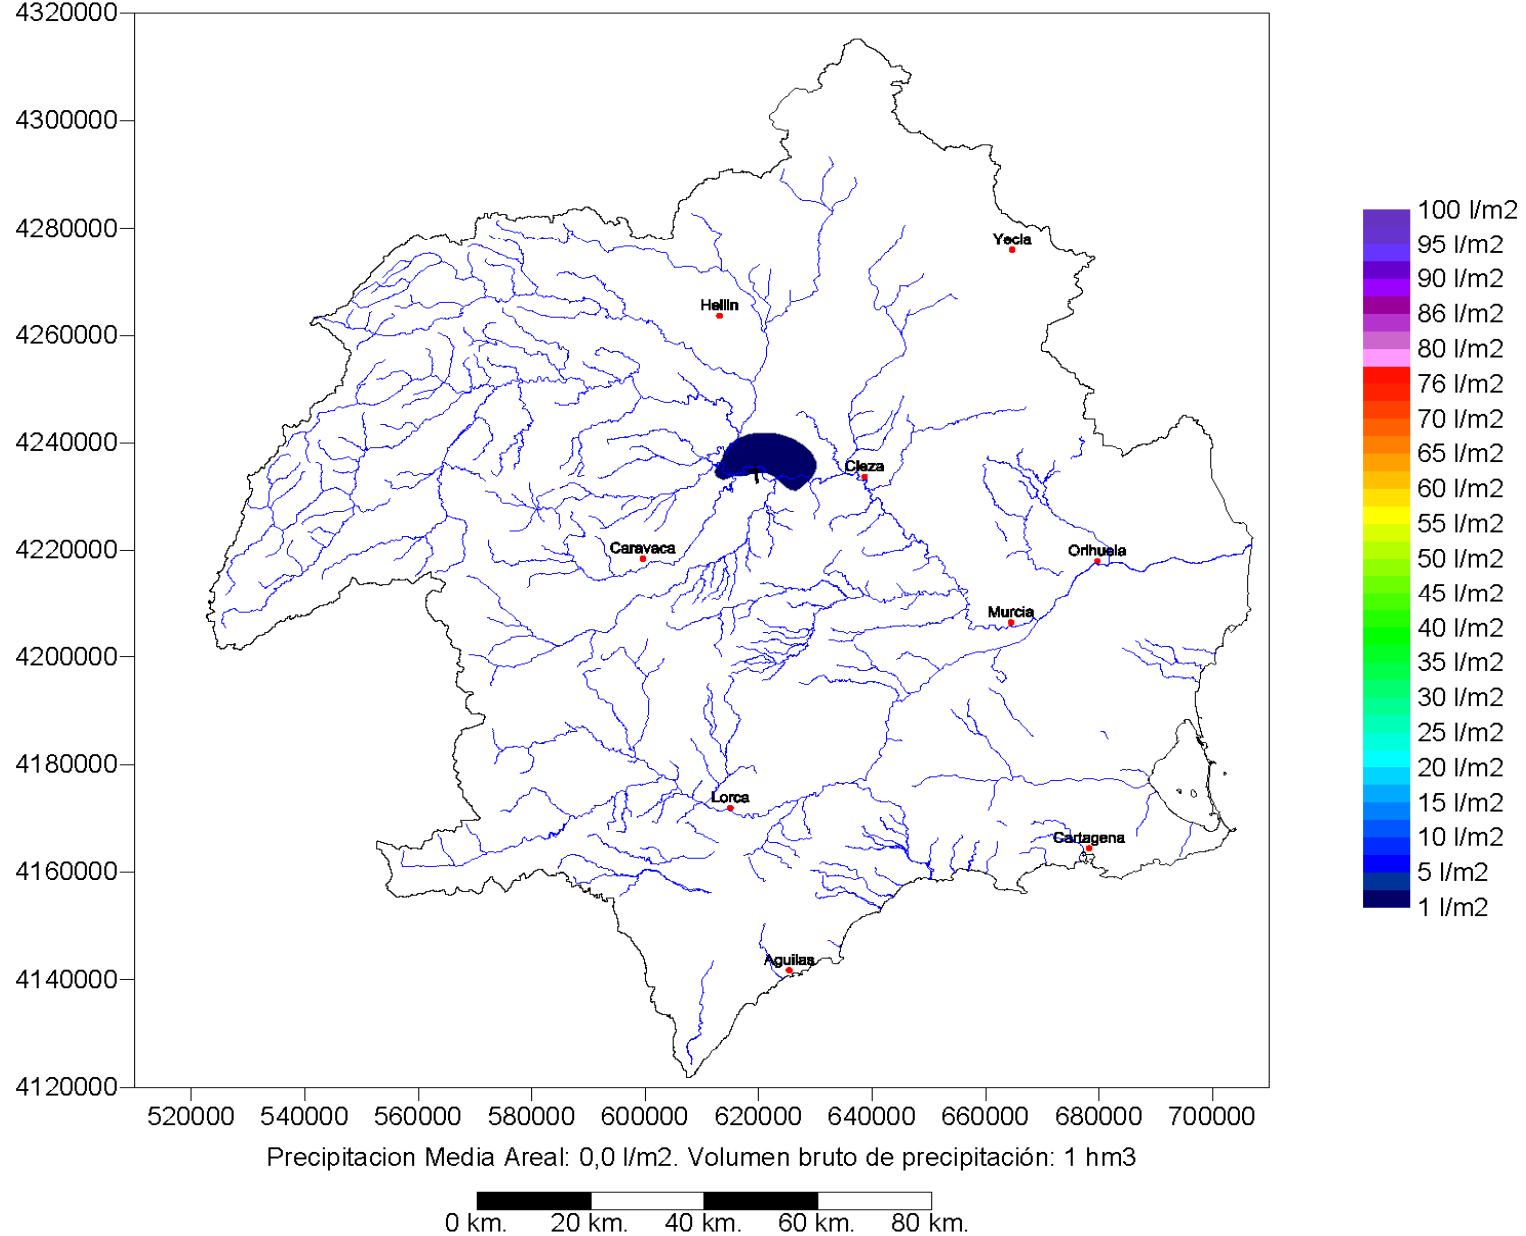 4320000
4300000
4280000
4260000
4240000
4220000
4200000
4180000
4160000
4140000
4120000
Yecla
Hellin
Cieza
Caravaca
Orihuela
Murcia
Lorca
Cartagena
Aguilas
100 l/m2
95 l/m2
90 l/m2
86 l/m2
80 l/m2
76 l/m2
70 l/m2
65 l/m2
60 l/m2
55 l/m2
50 l/m2
45 l/m2
40 l/m2
35 l/m2
30 l/m2
25 l/m2
20 l/m2
15 l/m2
10 l/m2
5 l/m2
1 l/m2
520000 540000 560000 580000 600000 620000 640000 660000 680000 700000
Precipitacion Media Areal: 0,0 l/m2. Volumen bruto de precipitación: 1 hm3
0 km. 20 km. 40 km. 60 km. 80 km.